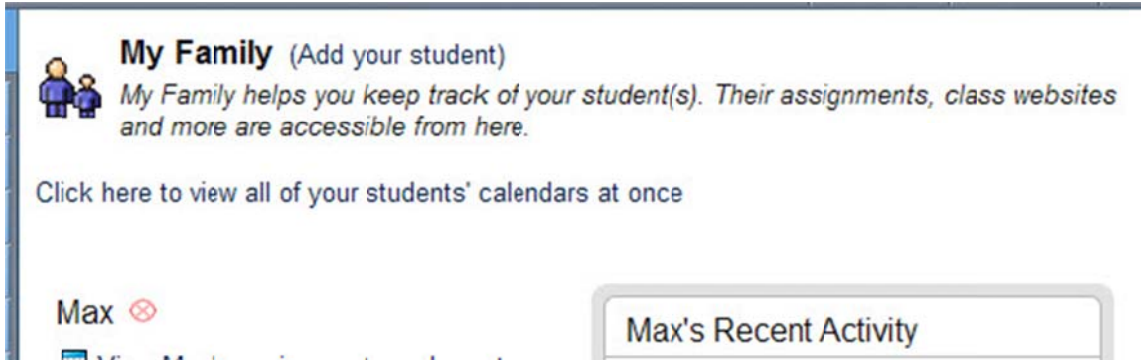 My Family (Add your student)
My Family helps you keep track of your student(s). Their assignments, class websites
and more are accessible from here.
Click here to view all of your students' calendars at once
Max
Max's Recent Activity
View